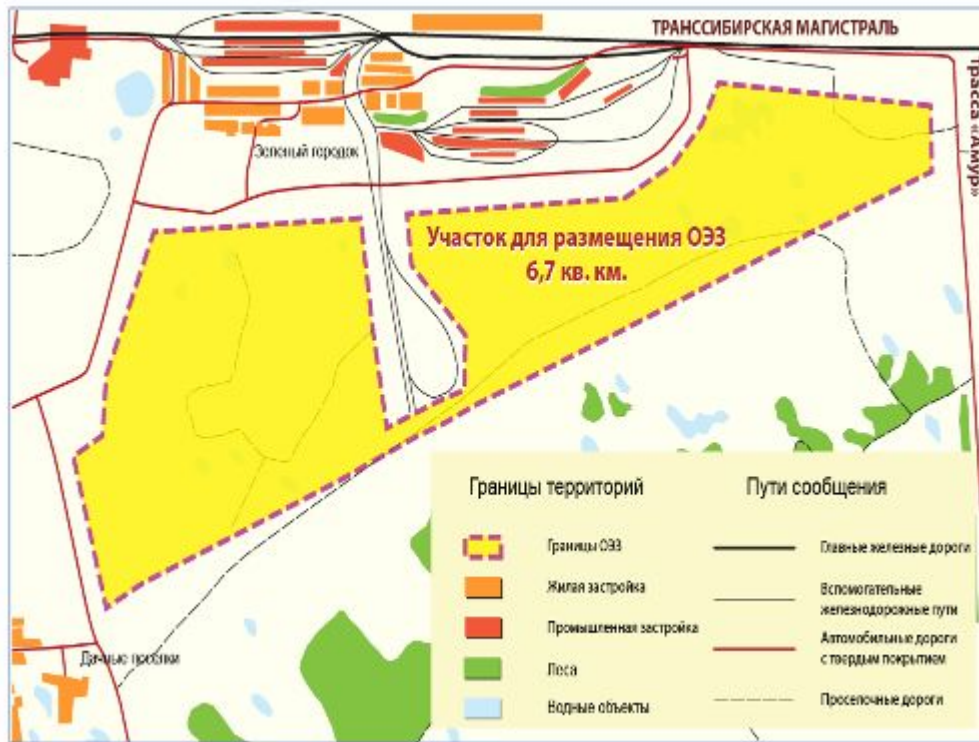 ТРАНССИБИРСКАЯ МАГИСТРАЛЬ
Трасса «Амур»
Зеленый городок
Участок для размещения ОЭЗ
6,7 кв. км.
Дачные поселки
Границы территорий
Границы ОЭЗ
Жилая застройка
Промышленная застройка
Леса
Водные объекты
Пути сообщения
Главные железные дороги
Вспомогательные
железнодорожные пути
Автомобильные дороги
с твердым покрытием
Проселочные дороги